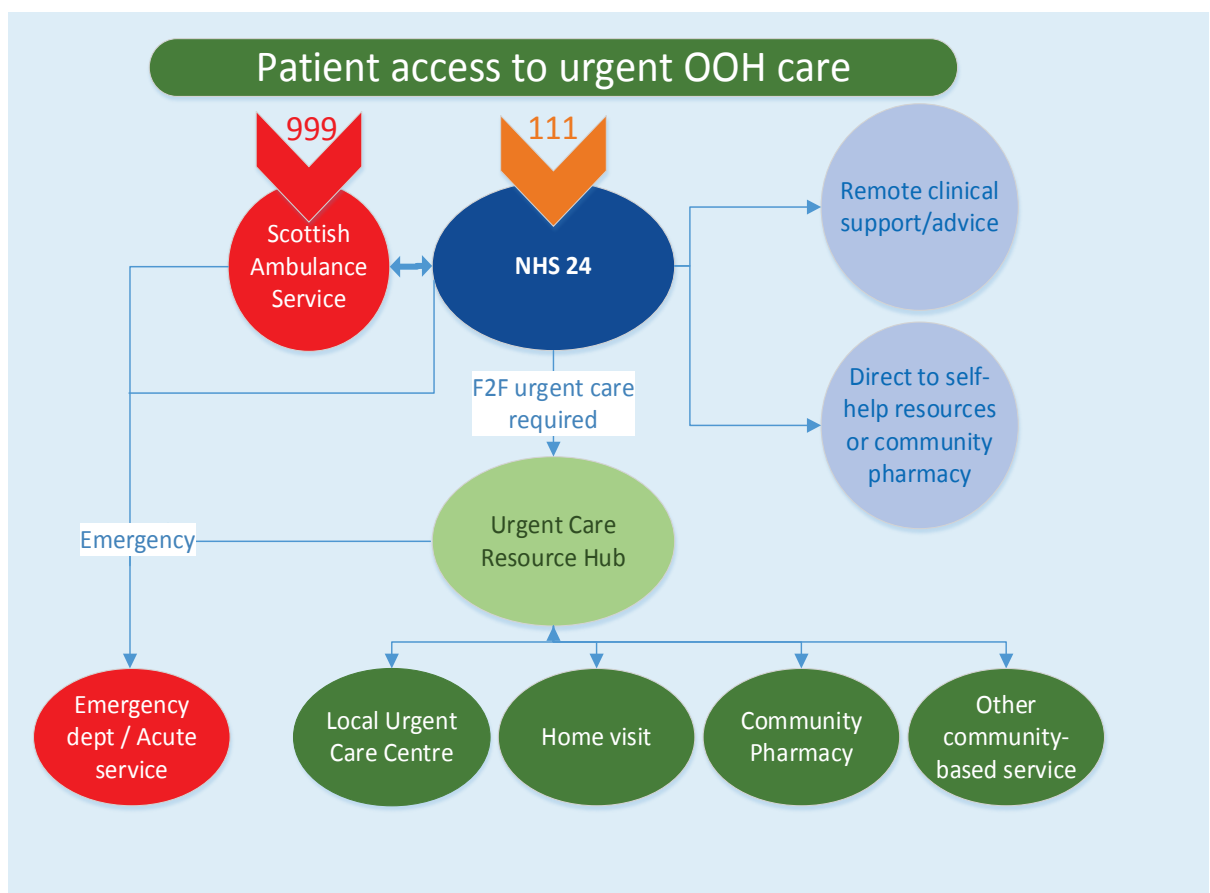 Patient access to urgent OOH care
999
111
Remote clinical
support/advice
Scottish
Ambulance
Service
NHS 24
F2F urgent care
required
Direct to self-
help resources
or community
pharmacy
Urgent Care
Resource Hub
Emergency
Emergency
dept / Acute
service
Local Urgent
Care Centre
Home visit
Community
Pharmacy
Other
community-
based service